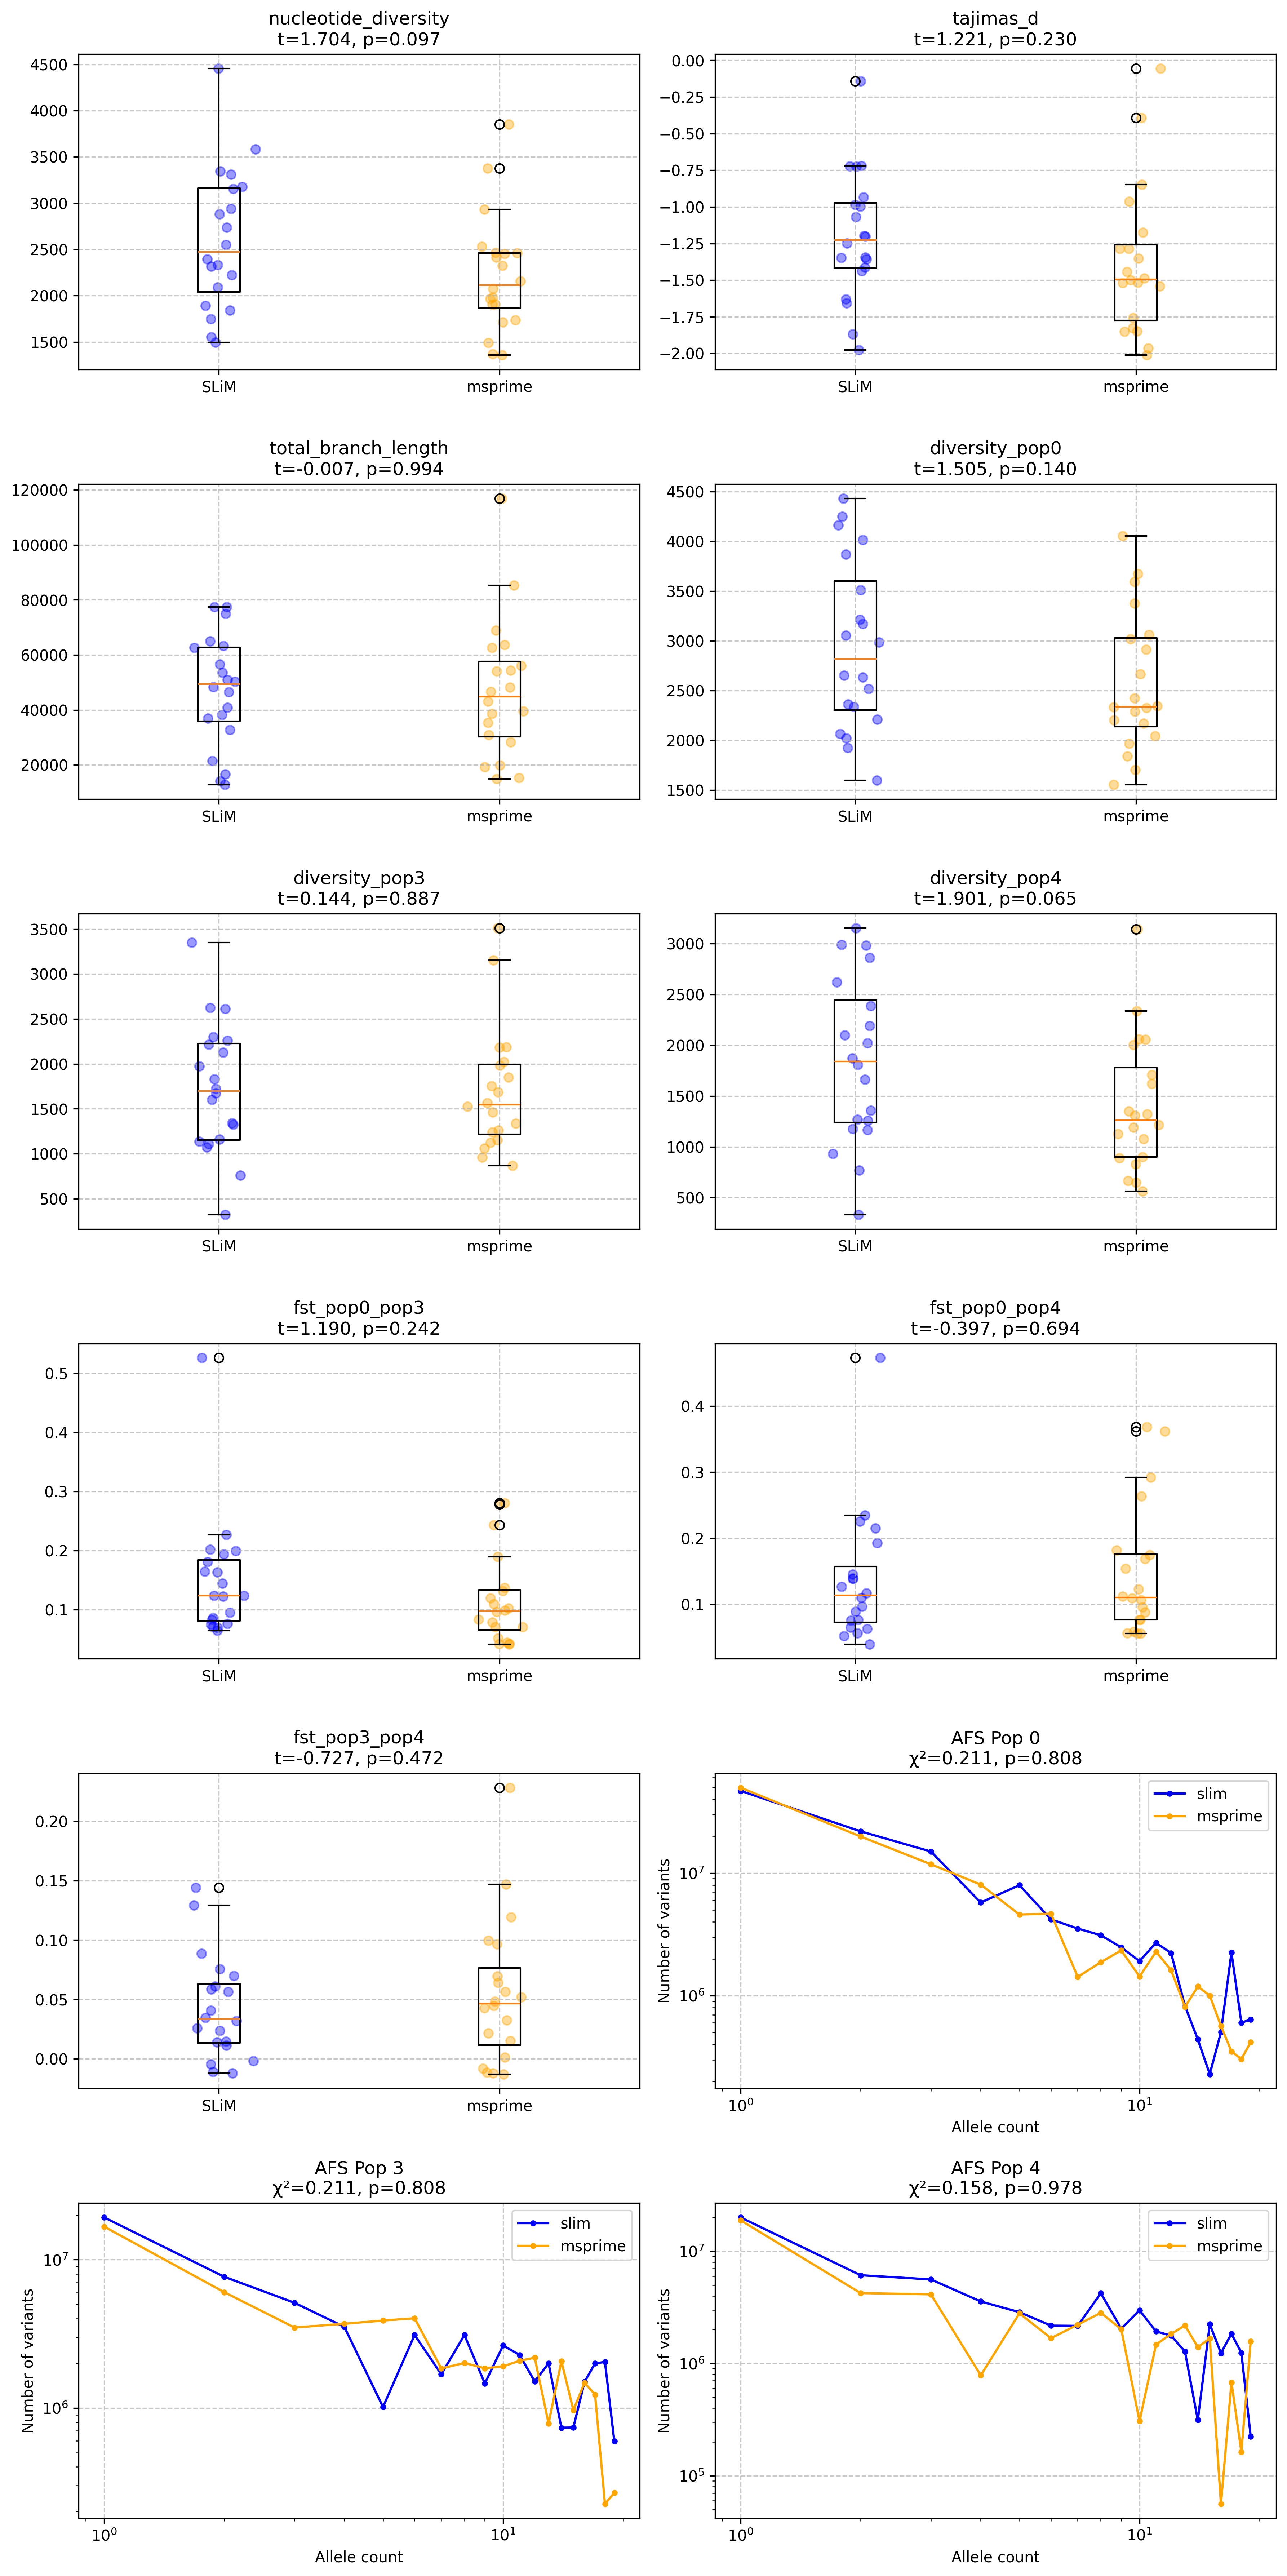 nucleotide_diversity
t=1.704, p=0.097
4500
4000
3500
3000
2500
2000
1500
SLiM
msprime
tajimas_d
t=1.221, p=0.230
0.00
−0.25
−0.50
−0.75
−1.00
−1.25
−1.50
−1.75
−2.00
SLiM
msprime
total_branch_length
t=-0.007, p=0.994
120000
100000
80000
60000
40000
20000
SLiM
msprime
diversity_pop0
t=1.505, p=0.140
4500
4000
3500
3000
2500
2000
1500
SLiM
msprime
diversity_pop3
t=0.144, p=0.887
3500
3000
2500
2000
1500
1000
500
SLiM
msprime
diversity_pop4
t=1.901, p=0.065
3000
2500
2000
1500
1000
500
SLiM
msprime
fst_pop0_pop3
t=1.190, p=0.242
0.5
0.4
0.3
0.2
0.1
SLiM
msprime
fst_pop0_pop4
t=-0.397, p=0.694
0.4
0.3
0.2
0.1
SLiM
msprime
fst_pop3_pop4
t=-0.727, p=0.472
0.20
0.15
0.10
0.05
0.00
SLiM
msprime
AFS Pop 0
χ²=0.211, p=0.808
slim
msprime
Number of variants
10⁷
10⁶
10⁰
10¹
Allele count
AFS Pop 3
χ²=0.211, p=0.808
slim
msprime
Number of variants
10⁷
10⁶
10⁰
10¹
Allele count
AFS Pop 4
χ²=0.158, p=0.978
slim
msprime
Number of variants
10⁷
10⁶
10⁵
10⁰
10¹
Allele count